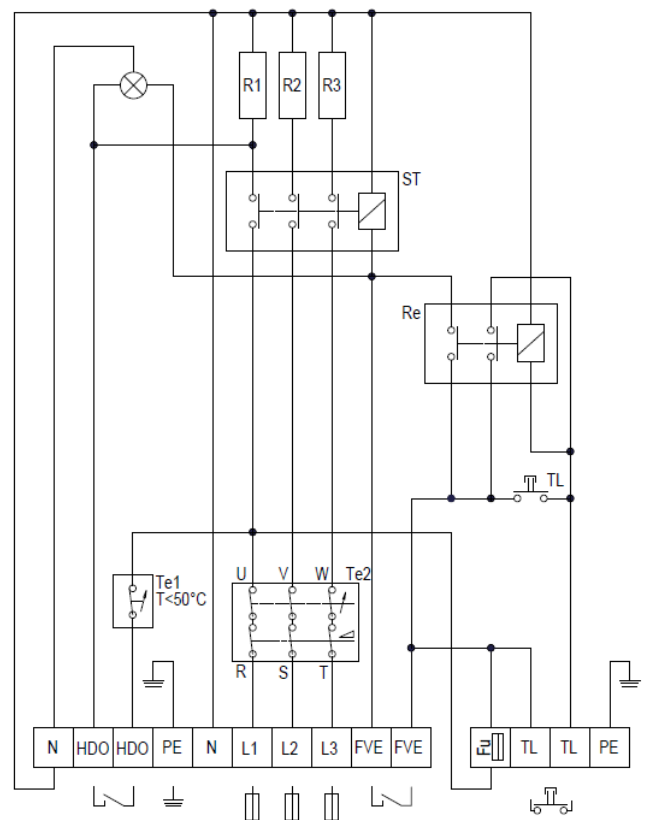 R1 R2 R3
ST
Re
TL
Te1
T<50°C
U V W Te2
R S T
N HDO HDO PE N L1 L2 L3 FVE FVE
Fu TL TL PE